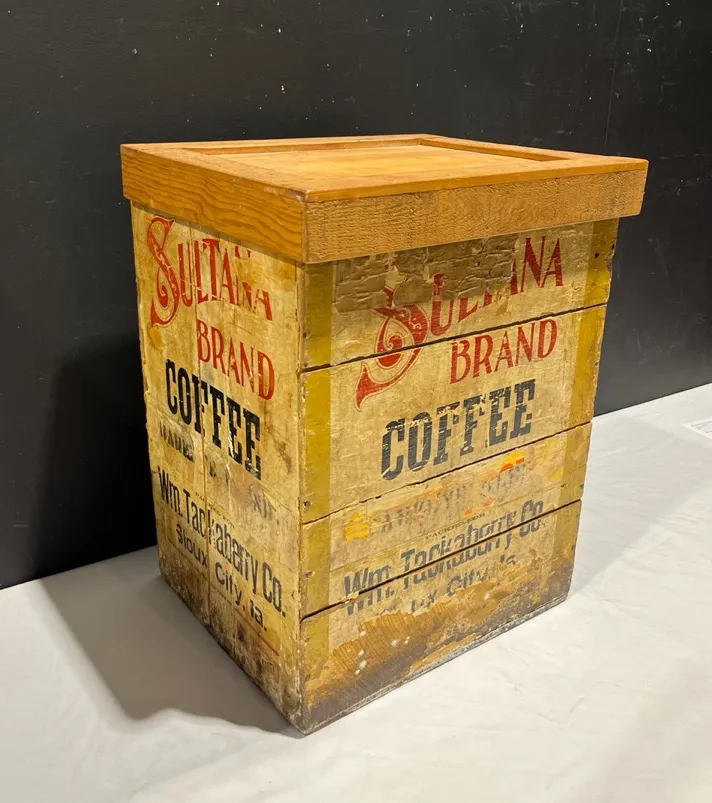 SULTANA
BRAND
COFFEE
Wm. Tackaberry Co.
Sioux City, Ia.
SULTANA
BRAND
COFFEE
Wm. Tackaberry Co.